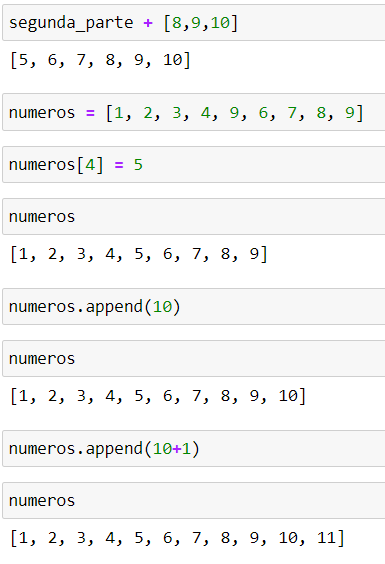 segunda_parte + [8,9,10]
[5, 6, 7, 8, 9, 10]
numeros = [1, 2, 3, 4, 9, 6, 7, 8, 9]
numeros[4] = 5
numeros
[1, 2, 3, 4, 5, 6, 7, 8, 9]
numeros.append(10)
numeros
[1, 2, 3, 4, 5, 6, 7, 8, 9, 10]
numeros.append(10+1)
numeros
[1, 2, 3, 4, 5, 6, 7, 8, 9, 10, 11]